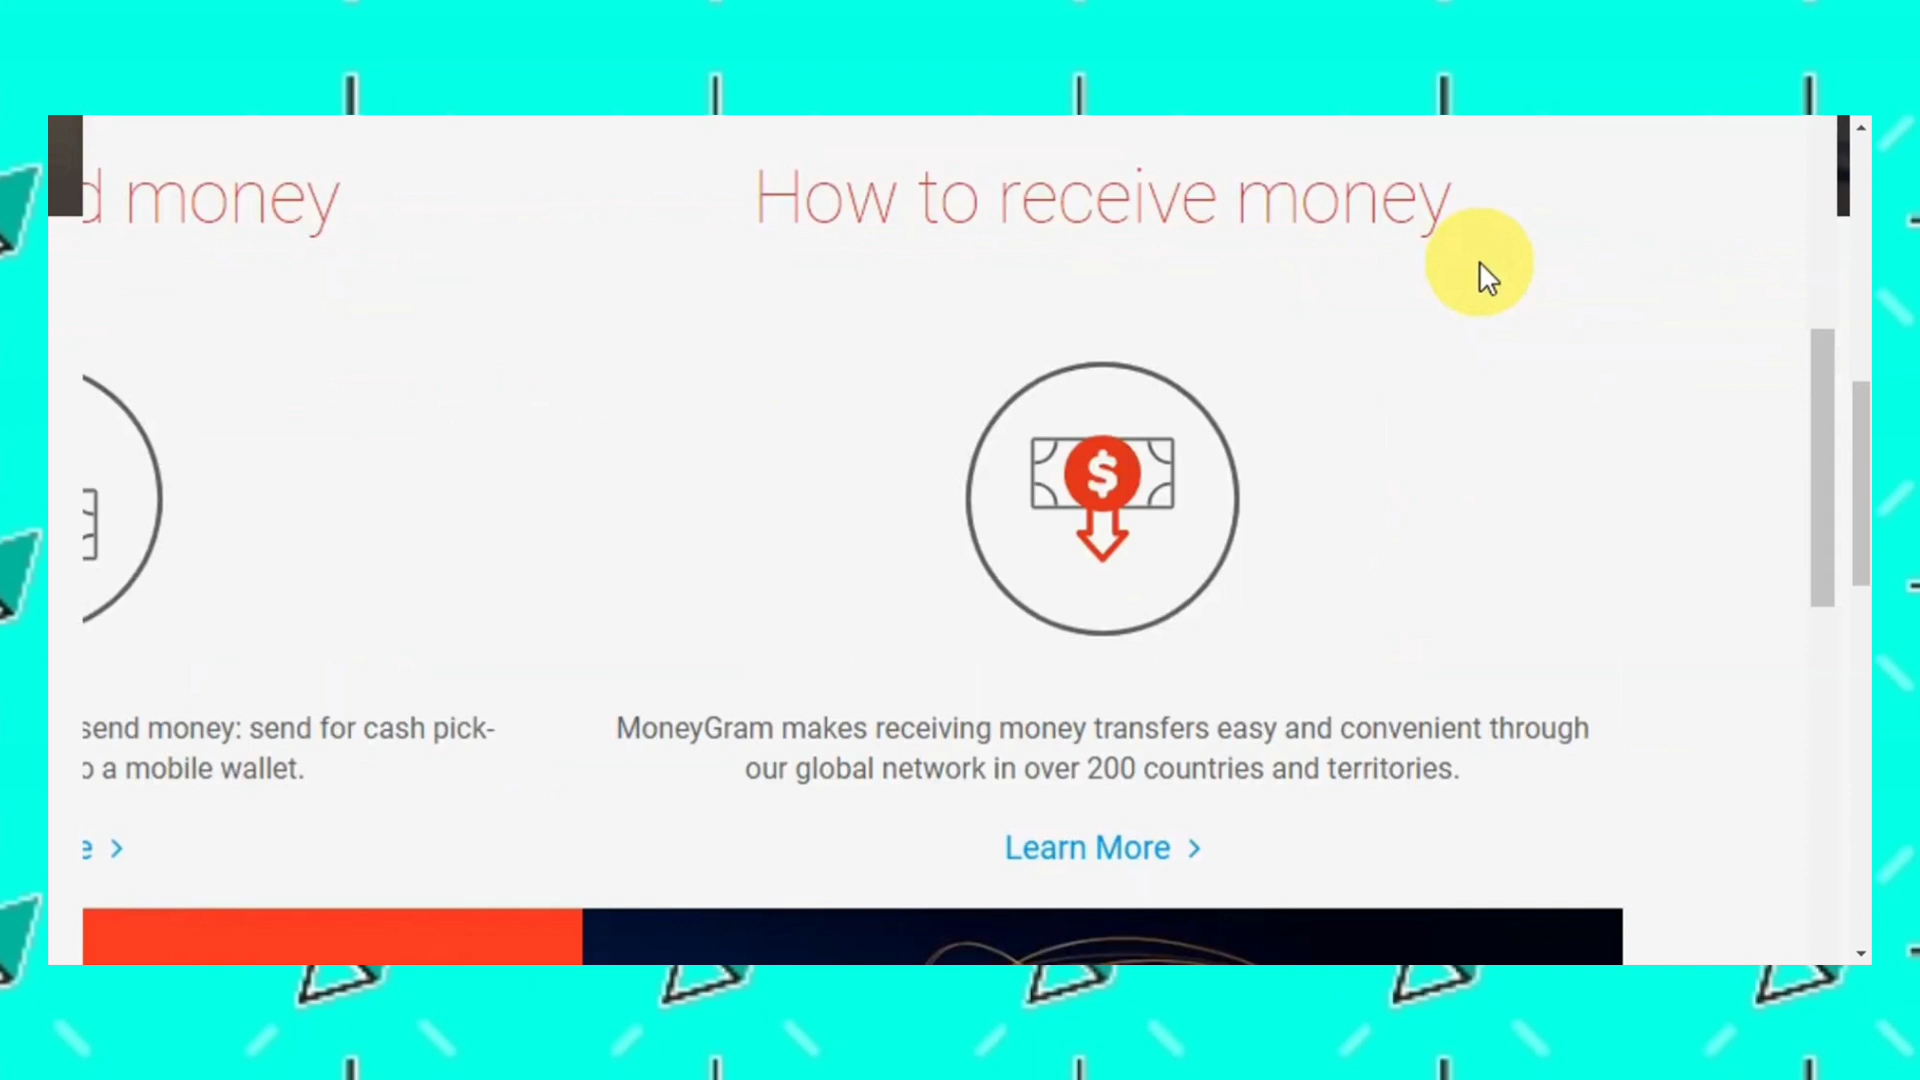 d money
How to receive money
$
send money: send for cash pick-
o a mobile wallet.
MoneyGram makes receiving money transfers easy and convenient through
our global network in over 200 countries and territories.
e >
Learn More >